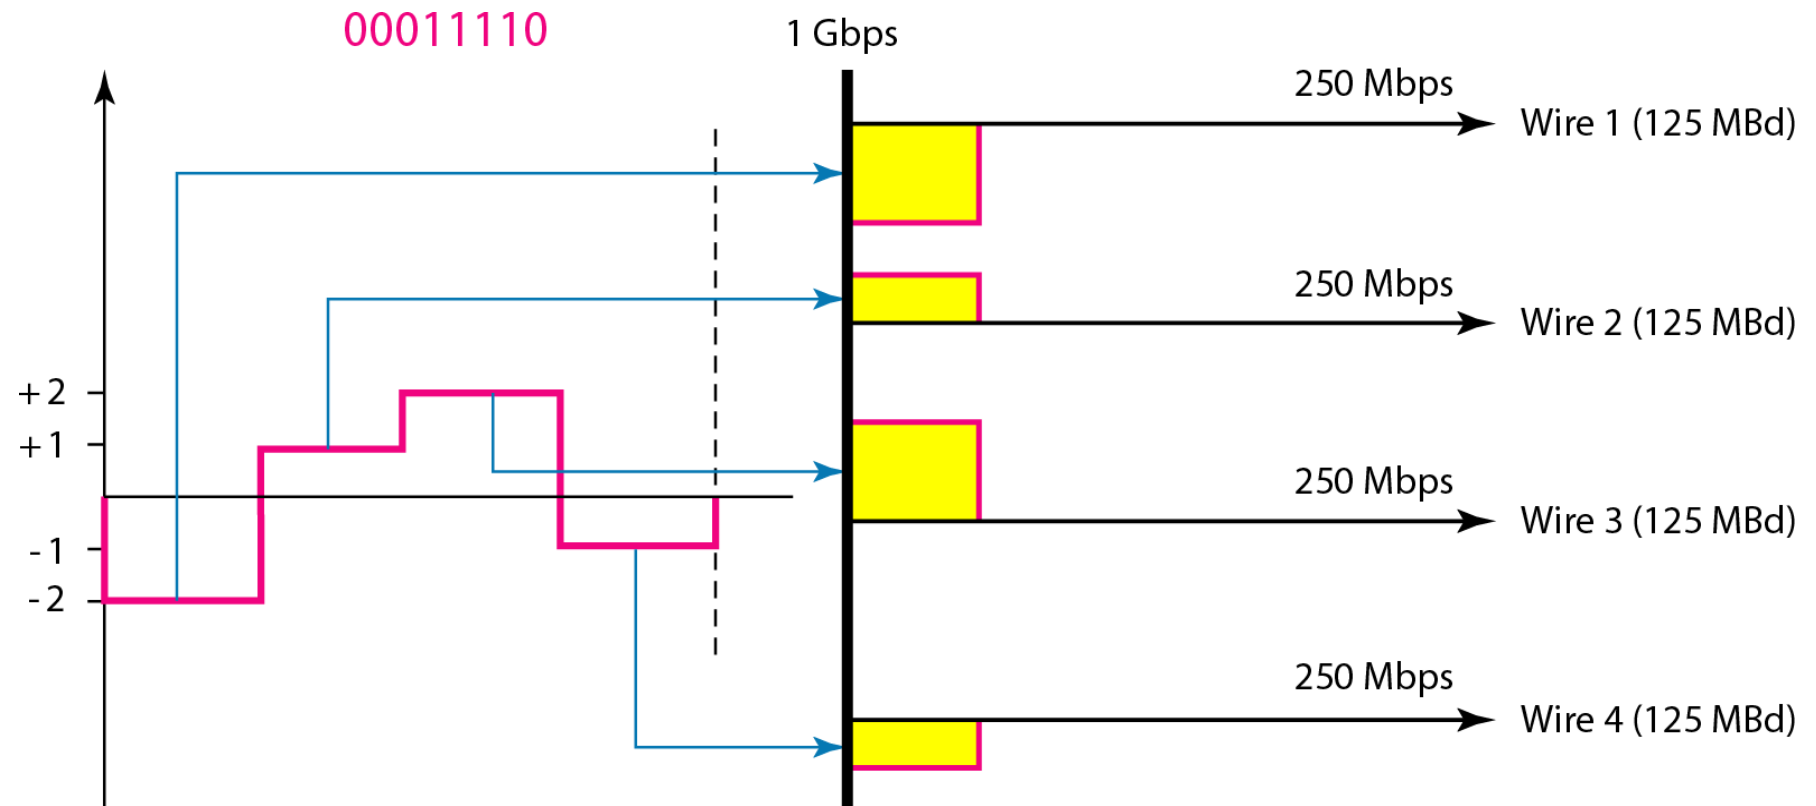 00011110
1 Gbps
250 Mbps
Wire 1 (125 MBd)
250 Mbps
Wire 2 (125 MBd)
+2
+1
250 Mbps
Wire 3 (125 MBd)
-1
-2
250 Mbps
Wire 4 (125 MBd)